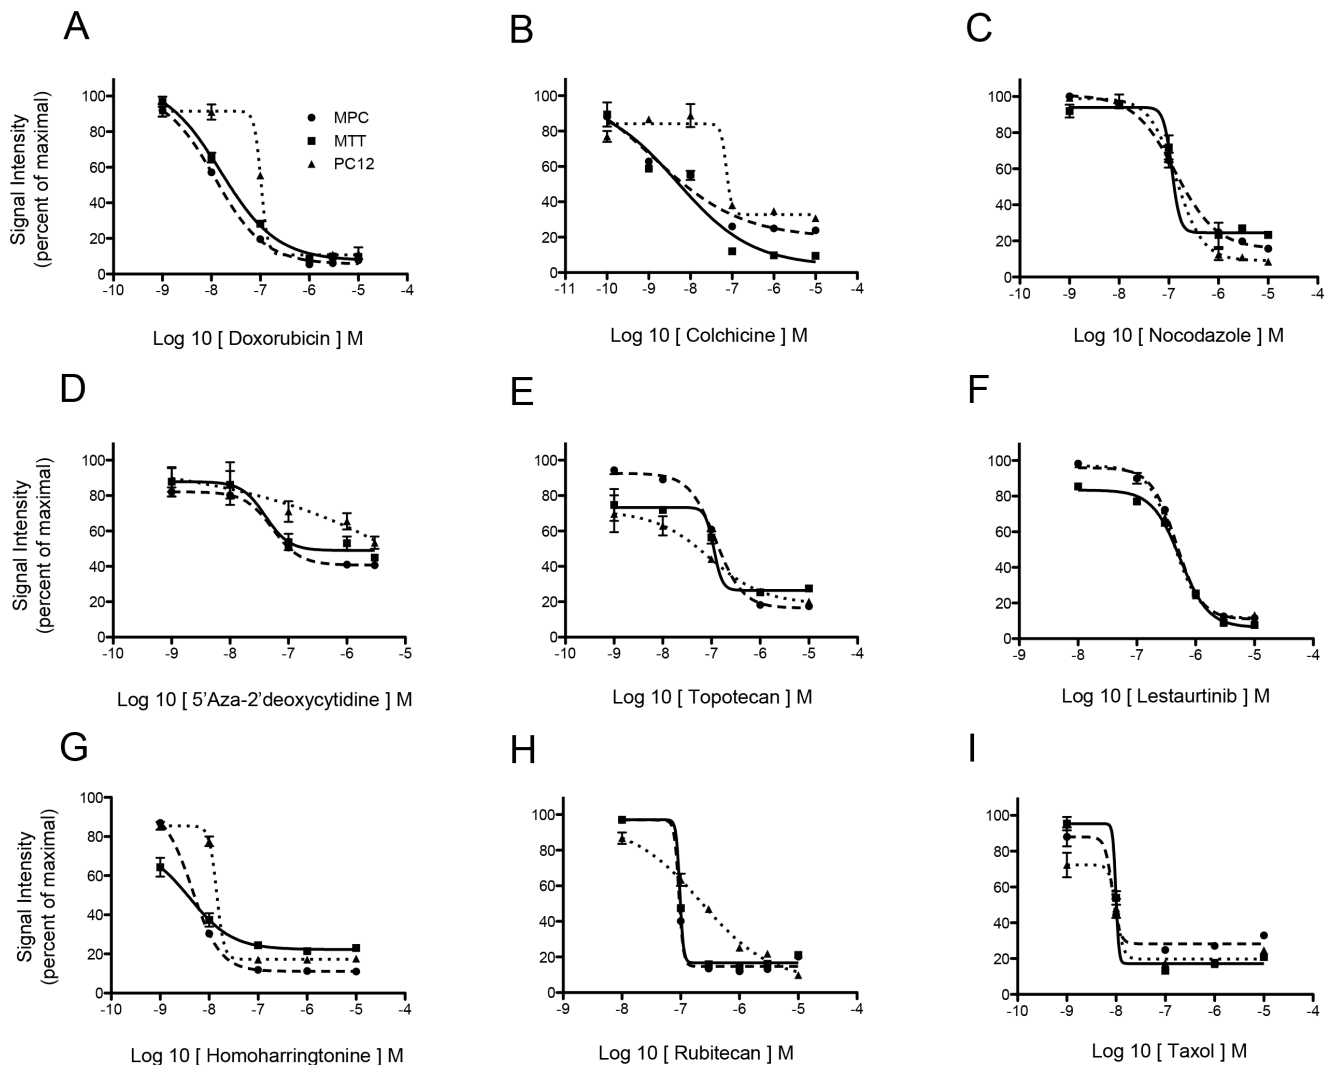 A
B
C
Signal Intensity
(percent of maximal)
100
80
60
40
20
0
-10 -9 -8 -7 -6 -5 -4
MPC
MTT
PC12
Log 10 [ Doxorubicin ] M
100
80
60
40
20
0
-11 -10 -9 -8 -7 -6 -5 -4
Log 10 [ Colchicine ] M
100
80
60
40
20
0
-10 -9 -8 -7 -6 -5 -4
Log 10 [ Nocodazole ] M
D
E
F
Signal Intensity
(percent of maximal)
100
80
60
40
20
0
-10 -9 -8 -7 -6 -5
Log 10 [ 5’Aza-2’deoxycytidine ] M
100
80
60
40
20
0
-10 -9 -8 -7 -6 -5 -4
Log 10 [ Topotecan ] M
100
80
60
40
20
0
-9 -8 -7 -6 -5 -4
Log 10 [ Lestaurtinib ] M
G
H
I
Signal Intensity
(percent of maximal)
100
80
60
40
20
0
-10 -9 -8 -7 -6 -5 -4
Log 10 [ Homoharringtonine ] M
100
80
60
40
20
0
-9 -8 -7 -6 -5 -4
Log 10 [ Rubitecan ] M
100
80
60
40
20
0
-10 -9 -8 -7 -6 -5 -4
Log 10 [ Taxol ] M